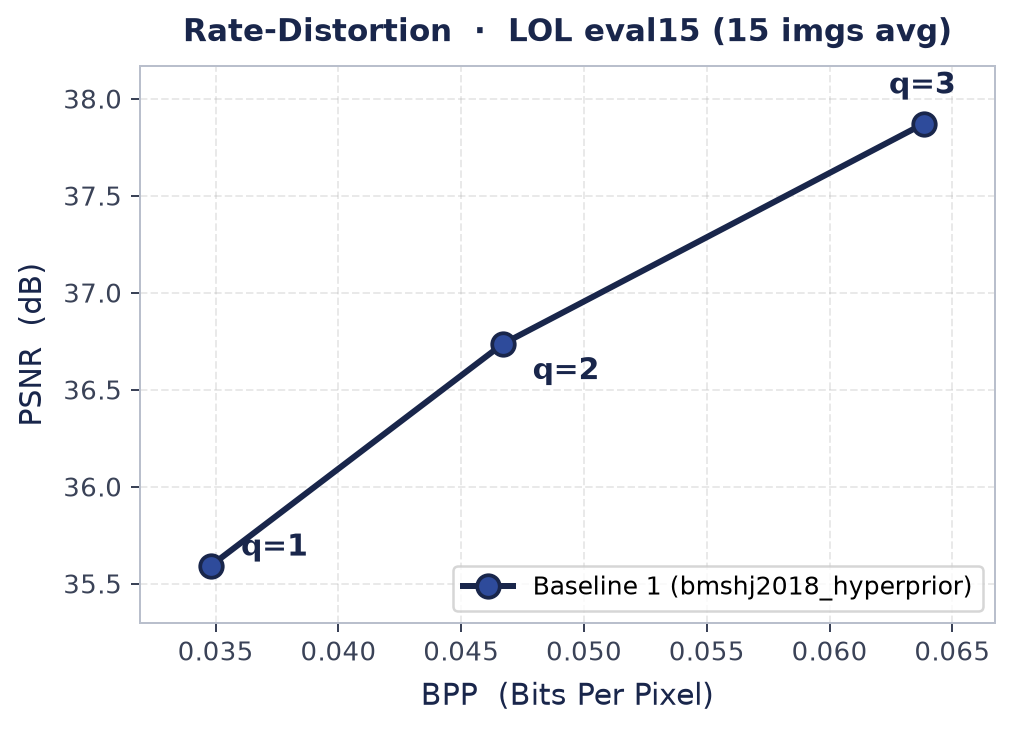 Rate-Distortion · LOL eval15 (15 imgs avg)
38.0
37.5
37.0
36.5
36.0
35.5
PSNR (dB)
q=3
q=2
q=1
Baseline 1 (bmshj2018_hyperprior)
0.035 0.040 0.045 0.050 0.055 0.060 0.065
BPP (Bits Per Pixel)